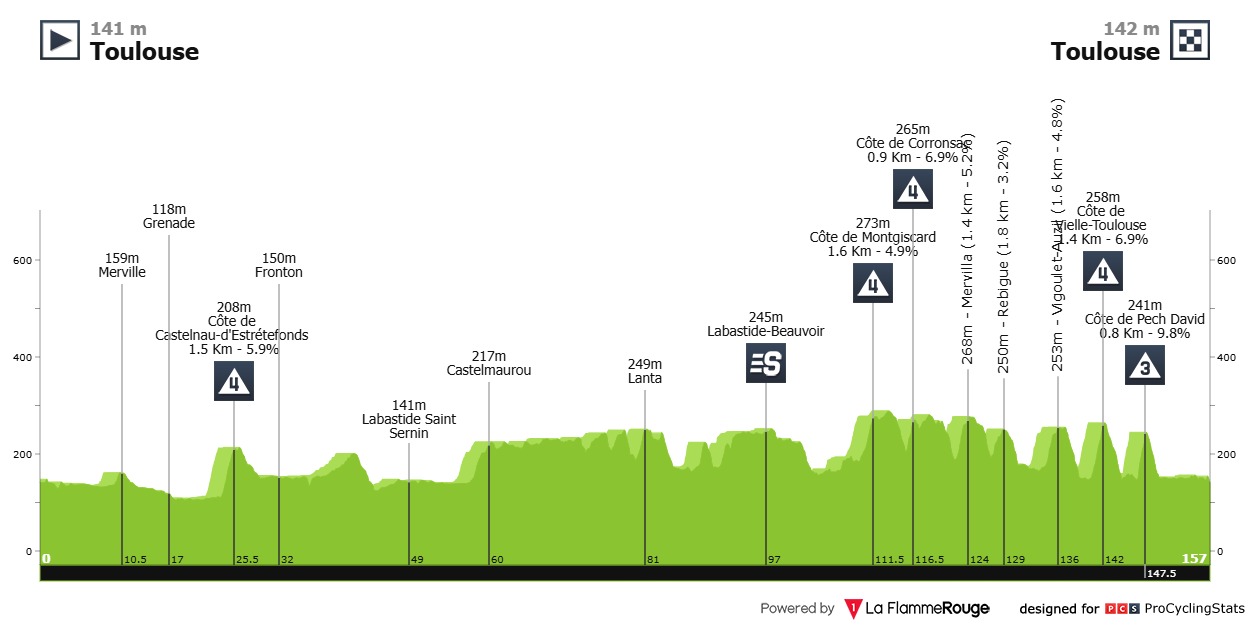 141 m
Toulouse
142 m
Toulouse
265m
Côte de Corronsac
0.9 Km - 6.9%
4
118m
Grenade
273m
Côte de Montgiscard
1.6 Km - 4.9%
4
258m
Côte de
Vielle-Toulouse
1.4 Km - 6.9%
4
159m
Merville
150m
Fronton
208m
Côte de
Castelnau-d'Estrétefonds
1.5 Km - 5.9%
4
245m
Labastide-Beauvoir
S
241m
Côte de Pech David
0.8 Km - 9.8%
3
217m
Castelmaurou
249m
Lanta
141m
Labastide Saint
Sernin
268m - Mervilla (1.4 km - 5.2%)
250m - Rebigue (1.8 km - 3.2%)
253m - Vigoulet-Auzil (1.6 km - 4.8%)
600
400
200
0
600
400
200
0
0
10.5
17
25.5
32
49
60
81
97
111.5
116.5
124
129
136
142
147.5
157
Powered by
1
La FlammeRouge
designed for
PCS
ProCyclingStats